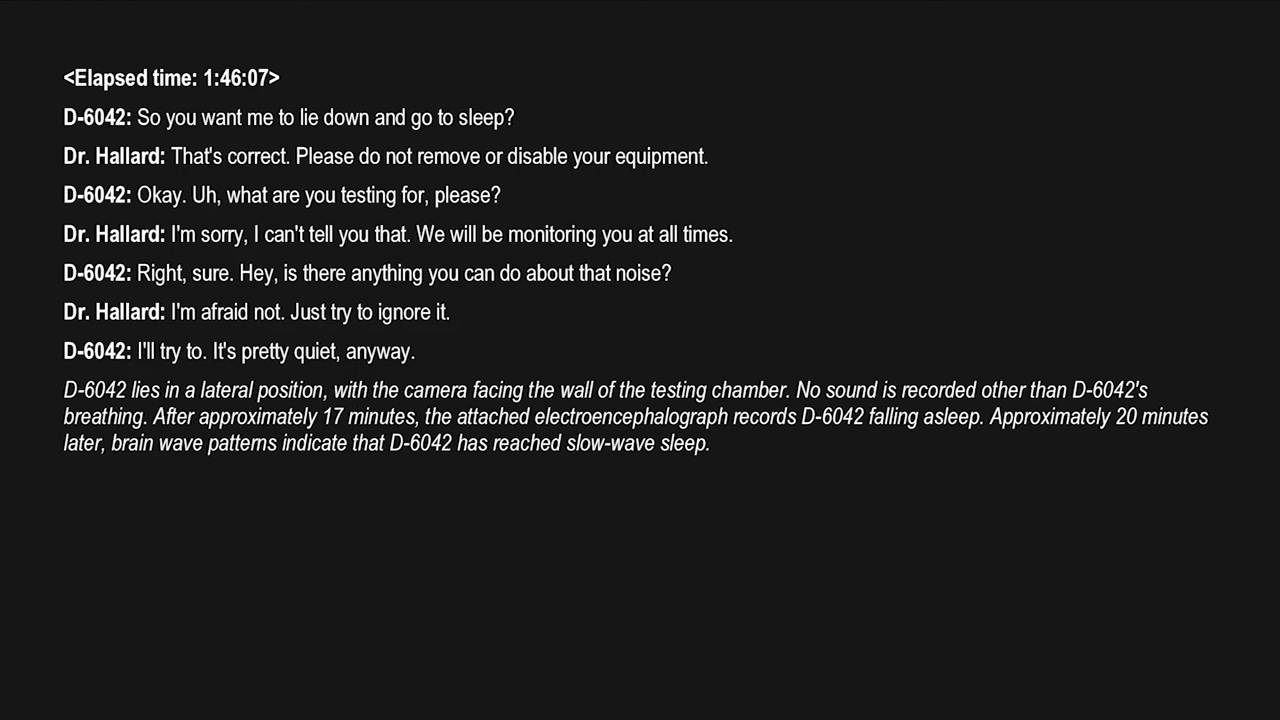 <Elapsed time: 1:46:07>
D-6042: So you want me to lie down and go to sleep?
Dr. Hallard: That's correct. Please do not remove or disable your equipment.
D-6042: Okay. Uh, what are you testing for, please?
Dr. Hallard: I'm sorry, I can't tell you that. We will be monitoring you at all times.
D-6042: Right, sure. Hey, is there anything you can do about that noise?
Dr. Hallard: I'm afraid not. Just try to ignore it.
D-6042: I'll try to. It's pretty quiet, anyway.
D-6042 lies in a lateral position, with the camera facing the wall of the testing chamber. No sound is recorded other than D-6042's
breathing. After approximately 17 minutes, the attached electroencephalograph records D-6042 falling asleep. Approximately 20 minutes
later, brain wave patterns indicate that D-6042 has reached slow-wave sleep.